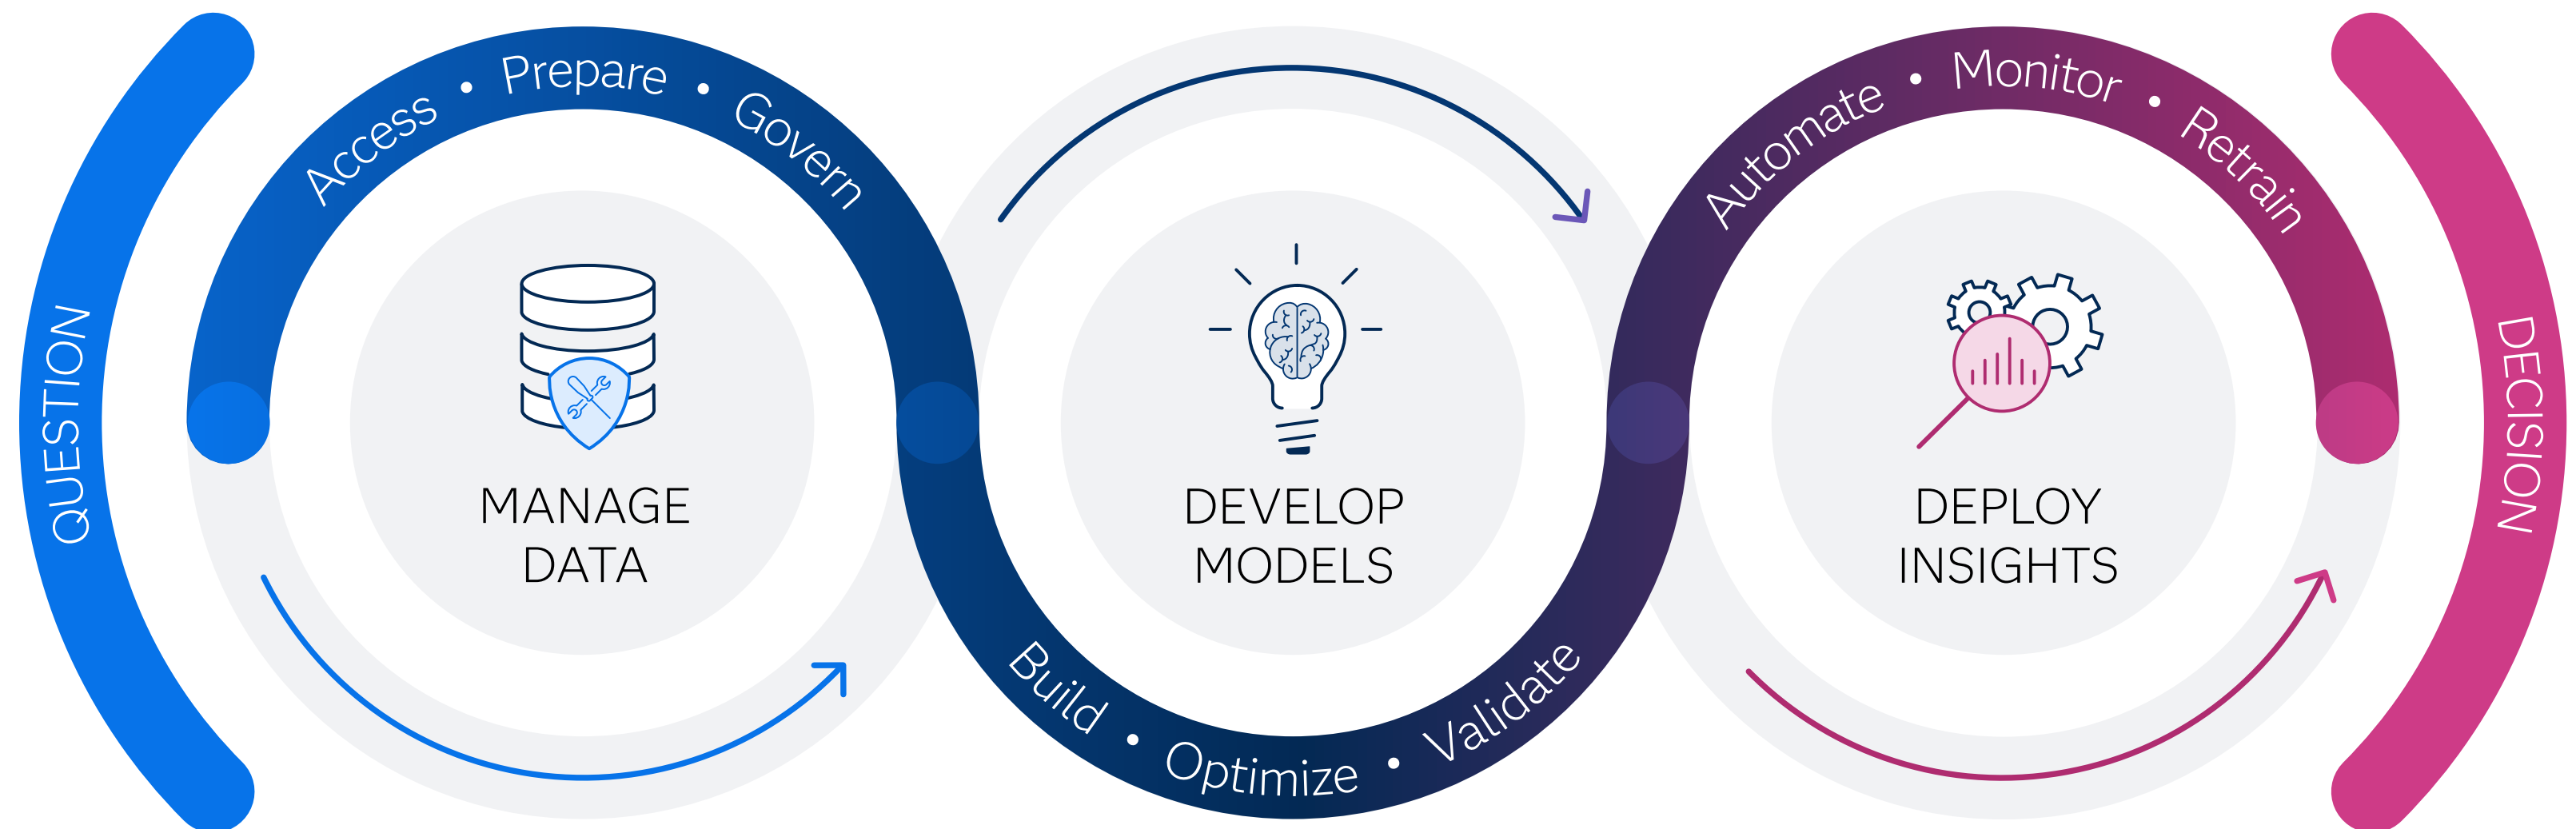 QUESTION
Access • Prepare • Govern
MANAGE
DATA
DEVELOP
MODELS
Build • Optimize • Validate
Automate • Monitor • Retrain
DEPLOY
INSIGHTS
DECISION